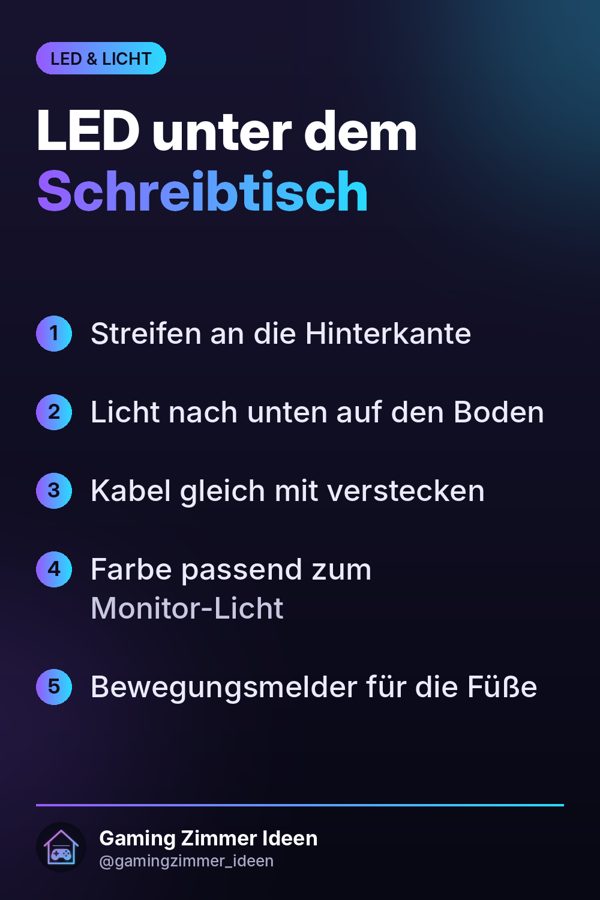 LED & LICHT
LED unter dem
Schreibtisch
1 Streifen an die Hinterkante
2 Licht nach unten auf den Boden
3 Kabel gleich mit verstecken
4 Farbe passend zum
Monitor-Licht
5 Bewegungsmelder für die Füße
Gaming Zimmer Ideen
@gamingzimmer_ideen